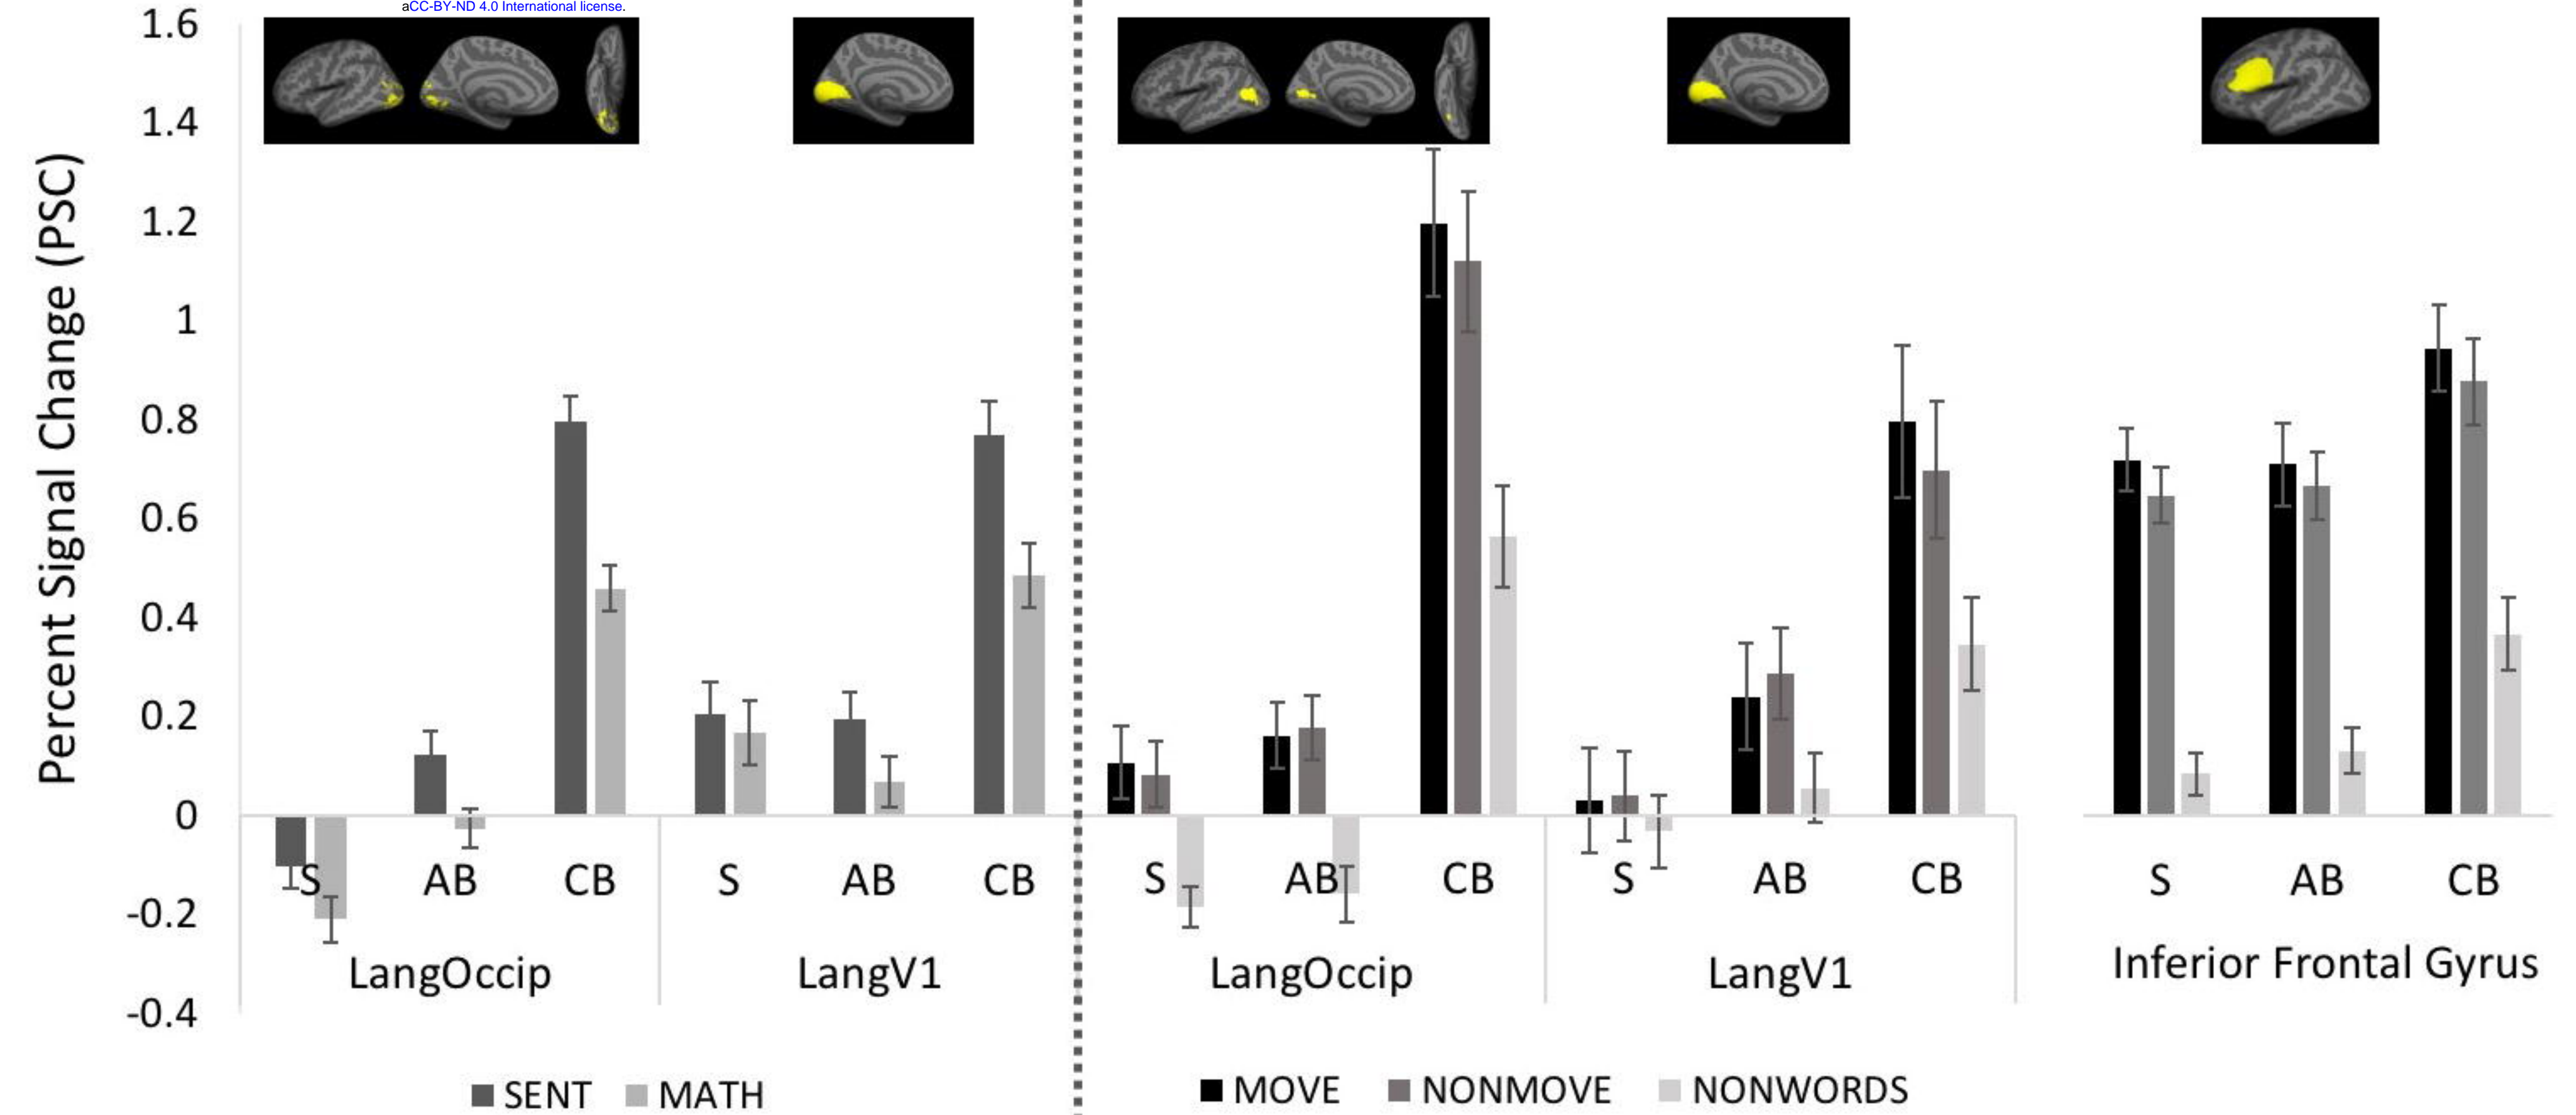 aCC-BY-ND 4.0 International license.
Percent Signal Change (PSC)
1.6
1.4
1.2
1
0.8
0.6
0.4
0.2
0
-0.2
-0.4
S AB CB S AB CB S AB CB S AB CB S AB CB
LangOccip LangV1 LangOccip LangV1 Inferior Frontal Gyrus
SENT MATH MOVE NONMOVE NONWORDS